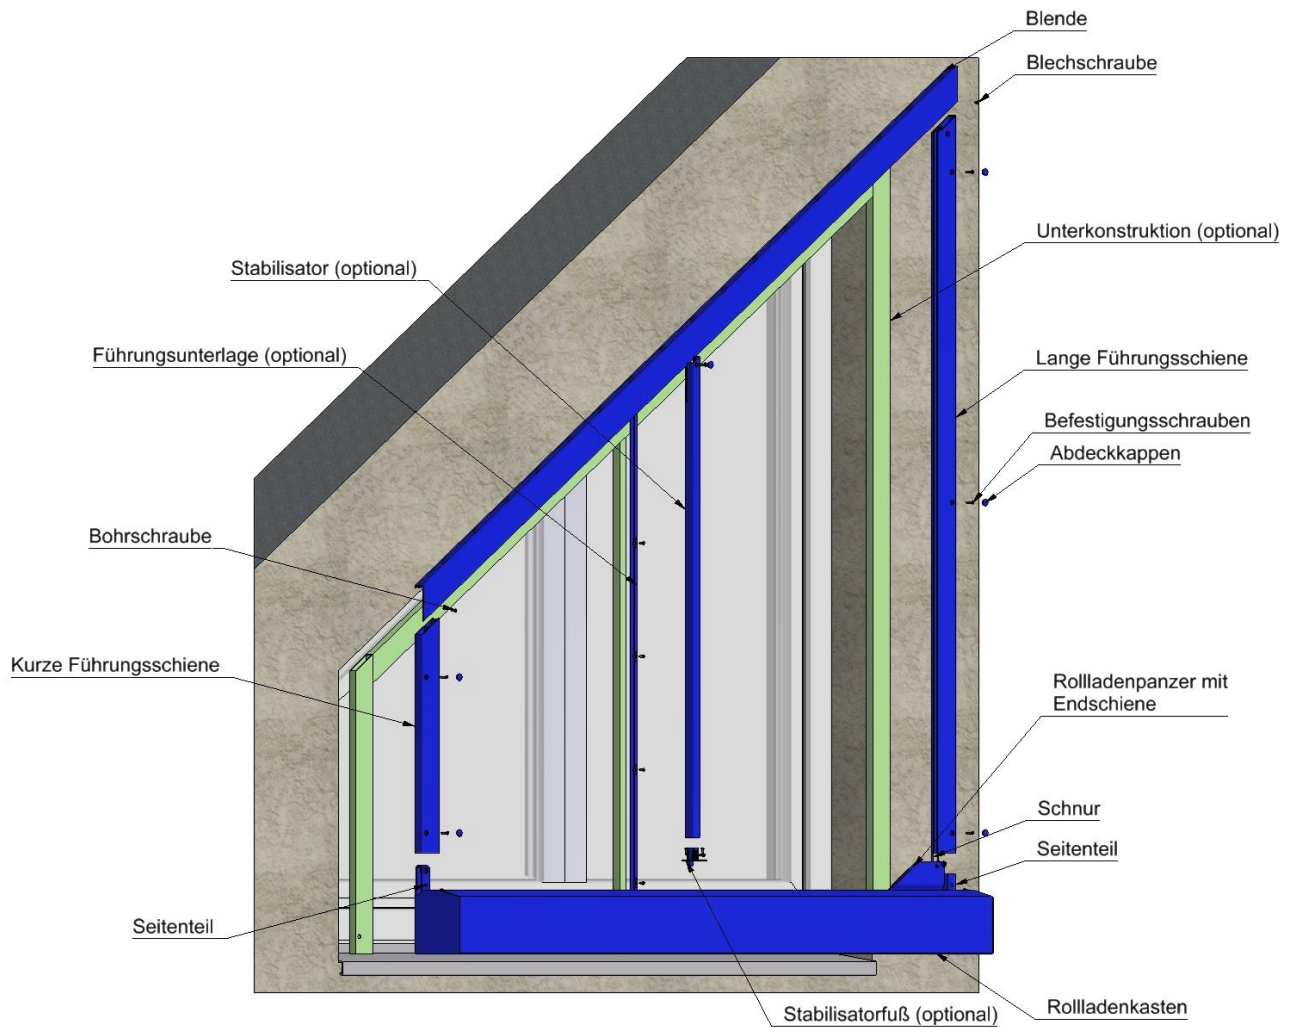 Blende
Blechschraube
Unterkonstruktion (optional)
Stabilisator (optional)
Führungsunterlage (optional)
Lange Führungsschiene
Befestigungsschrauben
Abdeckkappen
Bohrschraube
Kurze Führungsschiene
Rollladenpanzer mit
Endschiene
Schnur
Seitenteil
Seitenteil
Stabilisatorfuß (optional)
Rollladenkasten